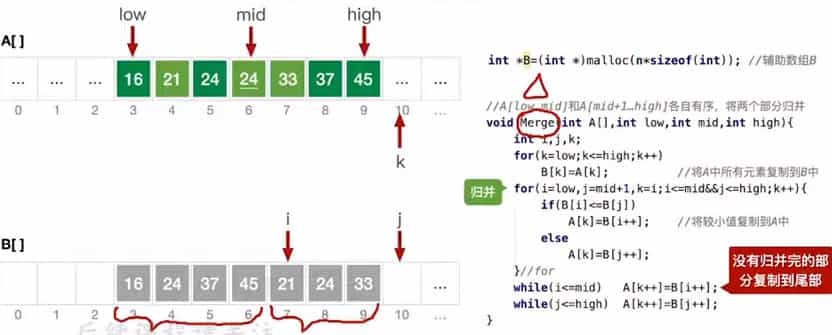 low mid high
A[ ]
... ... ... 16 21 24 24 33 37 45 ... ...
0 1 2 3 4 5 6 7 8 9 10 ...
k
i j
B[ ]
... ... ... 16 24 37 45 21 24 33 ... ...
0 1 2 3 4 5 6 7 8 9 10 ...
int *B=(int *)malloc(n*sizeof(int)); //辅助数组B
//A[low…mid]和A[mid+1…high]各自有序，将两个部分归并
void Merge(int A[],int low,int mid,int high){
int i,j,k;
for(k=low;k<=high;k++)
B[k]=A[k]; //将A中所有元素复制到B中
归并
for(i=low,j=mid+1,k=i;i<=mid&&j<=high;k++){
if(B[i]<=B[j])
A[k]=B[i++]; //将较小值复制到A中
else
A[k]=B[j++];
}//for
while(i<=mid) A[k++]=B[i++];
while(j<=high) A[k++]=B[j++];
}
没有归并完的部
分复制到尾部